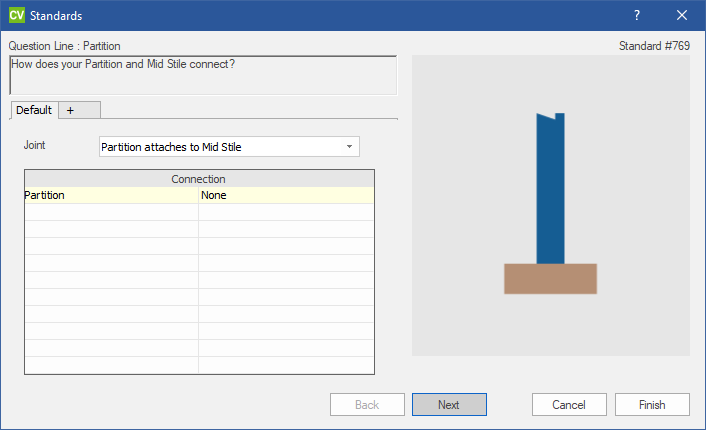 CV Standards
Question Line : Partition
Standard #769
How does your Partition and Mid Stile connect?
Default +
Joint Partition attaches to Mid Stile
Connection
Partition None
Back Next Cancel Finish